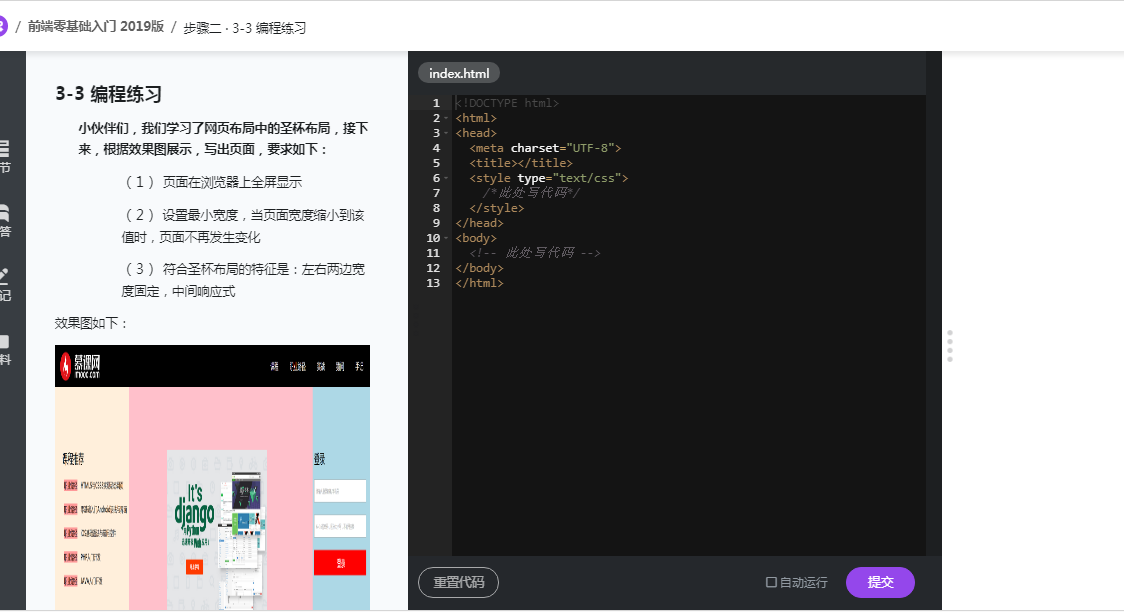 / 前端零基础入门 2019版 / 步骤二 · 3-3 编程练习
节
答
记
料
3-3 编程练习
小伙伴们，我们学习了网页布局中的圣杯布局，接下
来，根据效果图展示，写出页面，要求如下：
（ 1 ） 页面在浏览器上全屏显示
（ 2 ） 设置最小宽度，当页面宽度缩小到该
值时，页面不再发生变化
（ 3 ） 符合圣杯布局的特征是：左右两边宽
度固定，中间响应式
效果图如下：
慕课网
imooc.com
课程推荐
It's
django
登录
登录
index.html
1 <!DOCTYPE html>
2 <html>
3 <head>
4 <meta charset="UTF-8">
5 <title></title>
6 <style type="text/css">
7 /*此处写代码*/
8 </style>
9 </head>
10 <body>
11 <!-- 此处写代码 -->
12 </body>
13 </html>
重置代码
自动运行
提交